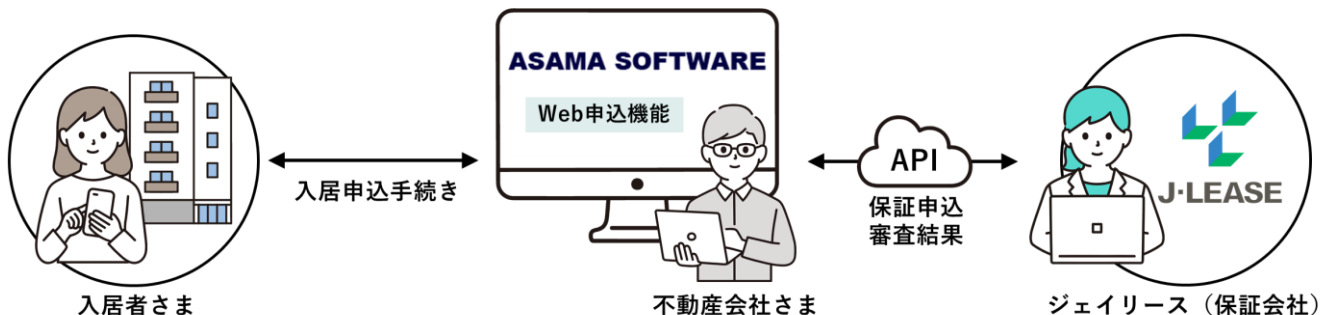 ASAMA SOFTWARE
Web申込機能
入居申込手続き
API
保証申込
審査結果
J·LEASE
入居者さま
不動産会社さま
ジェイリース（保証会社）